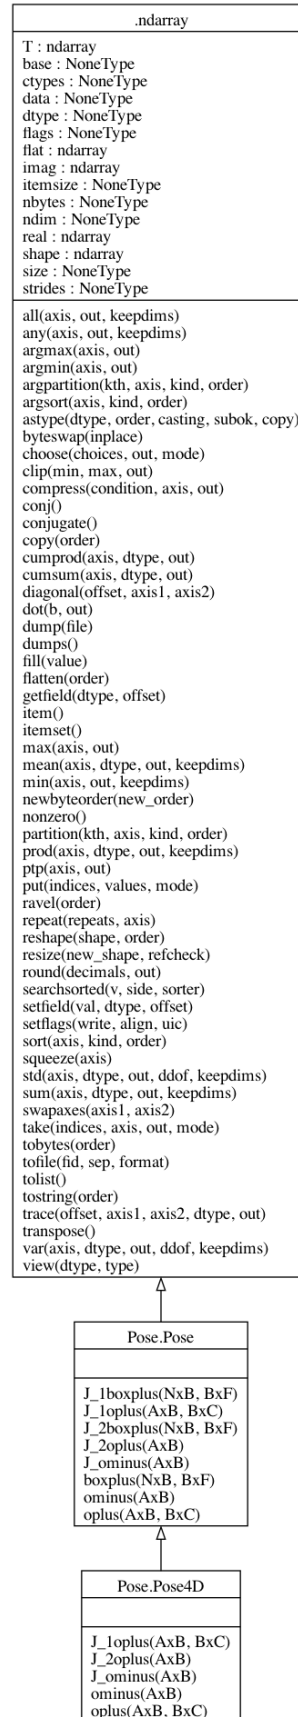 .ndarray
T : ndarray
base : NoneType
ctypes : NoneType
data : NoneType
dtype : NoneType
flags : NoneType
flat : ndarray
imag : ndarray
itemsize : NoneType
nbytes : NoneType
ndim : NoneType
real : ndarray
shape : ndarray
size : NoneType
strides : NoneType
all(axis, out, keepdims)
any(axis, out, keepdims)
argmax(axis, out)
argmin(axis, out)
argpartition(kth, axis, kind, order)
argsort(axis, kind, order)
astype(dtype, order, casting, subok, copy)
byteswap(inplace)
choose(choices, out, mode)
clip(min, max, out)
compress(condition, axis, out)
conj()
conjugate()
copy(order)
cumprod(axis, dtype, out)
cumsum(axis, dtype, out)
diagonal(offset, axis1, axis2)
dot(b, out)
dump(file)
dumps()
fill(value)
flatten(order)
getfield(dtype, offset)
item()
itemset()
max(axis, out)
mean(axis, dtype, out, keepdims)
min(axis, out, keepdims)
newbyteorder(new_order)
nonzero()
partition(kth, axis, kind, order)
prod(axis, dtype, out, keepdims)
ptp(axis, out)
put(indices, values, mode)
ravel(order)
repeat(repeats, axis)
reshape(shape, order)
resize(new_shape, refcheck)
round(decimals, out)
searchsorted(v, side, sorter)
setfield(val, dtype, offset)
setflags(write, align, uic)
sort(axis, kind, order)
squeeze(axis)
std(axis, dtype, out, ddof, keepdims)
sum(axis, dtype, out, keepdims)
swapaxes(axis1, axis2)
take(indices, axis, out, mode)
tobytes(order)
tofile(fid, sep, format)
tolist()
tostring(order)
trace(offset, axis1, axis2, dtype, out)
transpose()
var(axis, dtype, out, ddof, keepdims)
view(dtype, type)
Pose.Pose
J_1boxplus(NxB, BxF)
J_1oplus(AxB, BxC)
J_2boxplus(NxB, BxF)
J_2oplus(AxB)
J_ominus(AxB)
boxplus(NxB, BxF)
ominus(AxB)
oplus(AxB, BxC)
Pose.Pose4D
J_1oplus(AxB, BxC)
J_2oplus(AxB)
J_ominus(AxB)
ominus(AxB)
oplus(AxB, BxC)